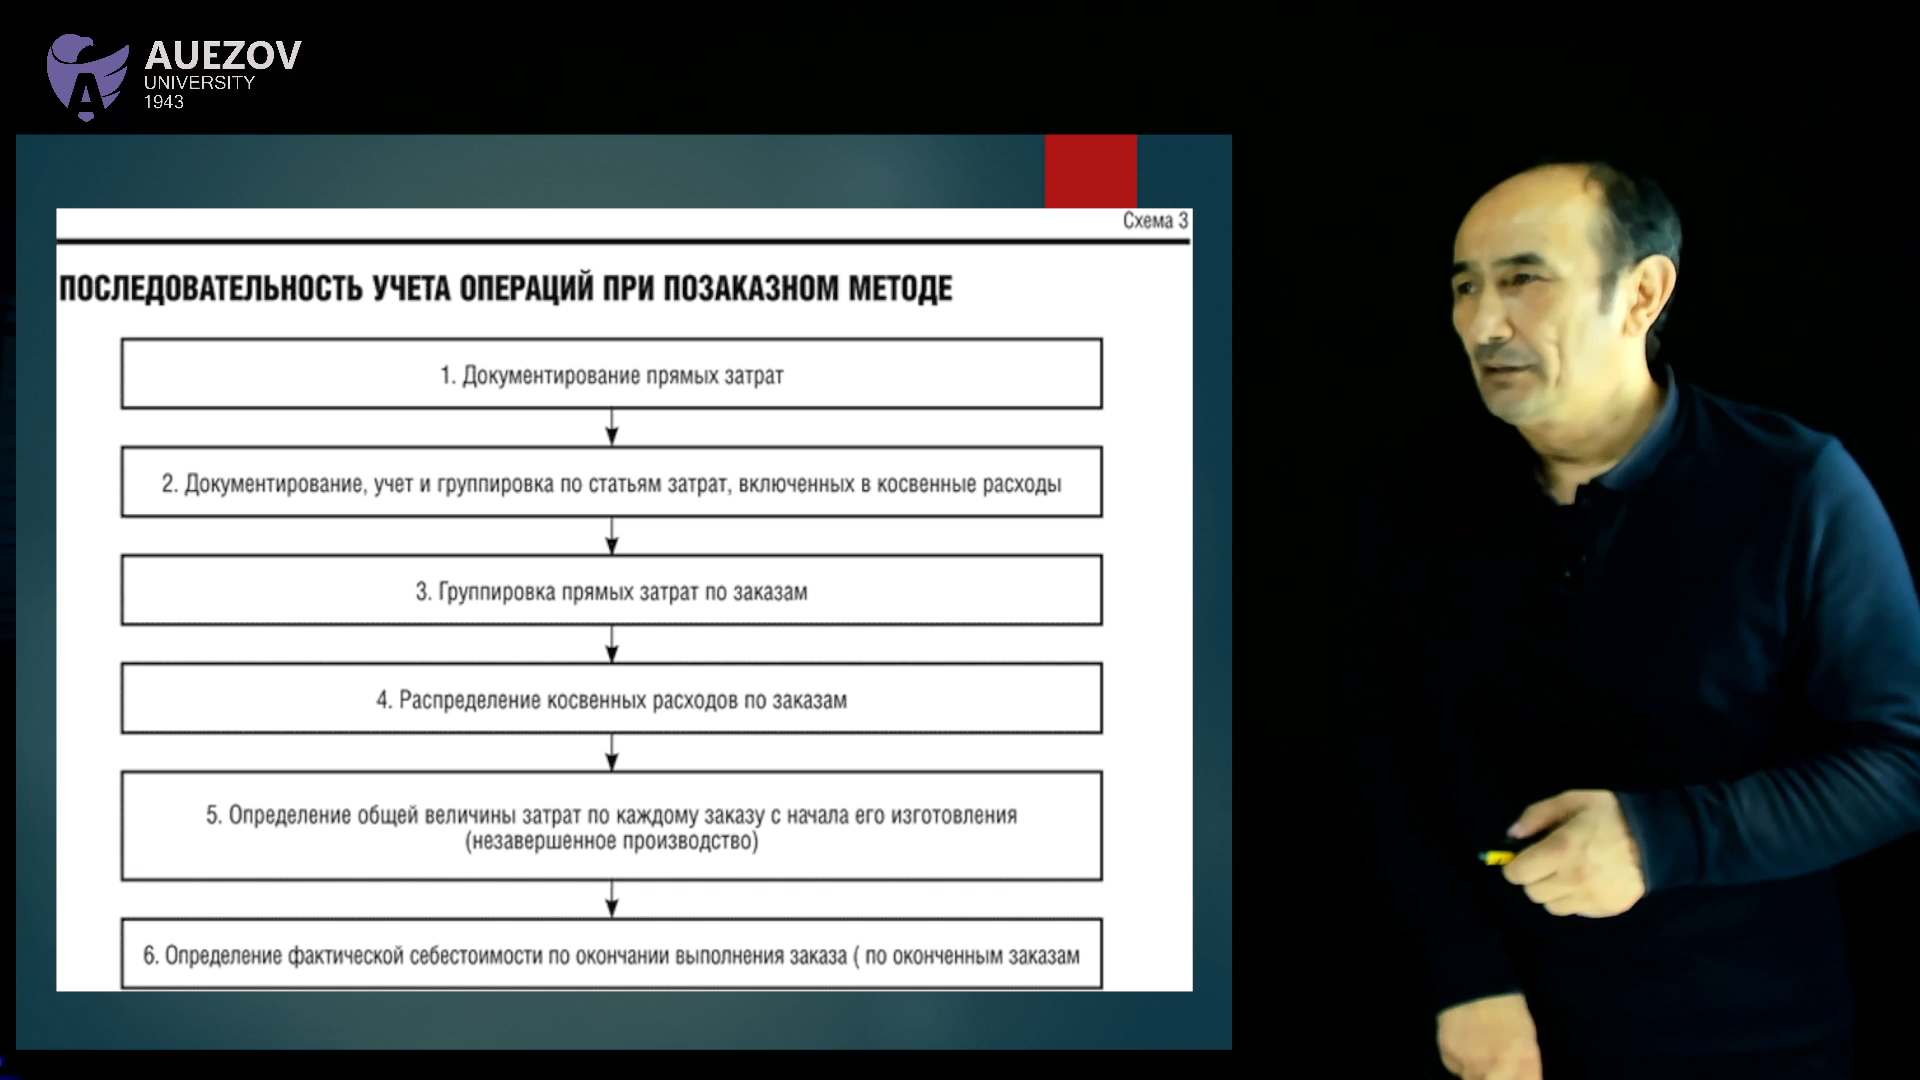 AUEZOV
UNIVERSITY
1943
Схема 3
ПОСЛЕДОВАТЕЛЬНОСТЬ УЧЕТА ОПЕРАЦИЙ ПРИ ПОЗАКАЗНОМ МЕТОДЕ
1. Документирование прямых затрат
2. Документирование, учет и группировка по статьям затрат, включенных в косвенные расходы
3. Группировка прямых затрат по заказам
4. Распределение косвенных расходов по заказам
5. Определение общей величины затрат по каждому заказу с начала его изготовления
(незавершенное производство)
6. Определение фактической себестоимости по окончании выполнения заказа ( по оконченным заказам